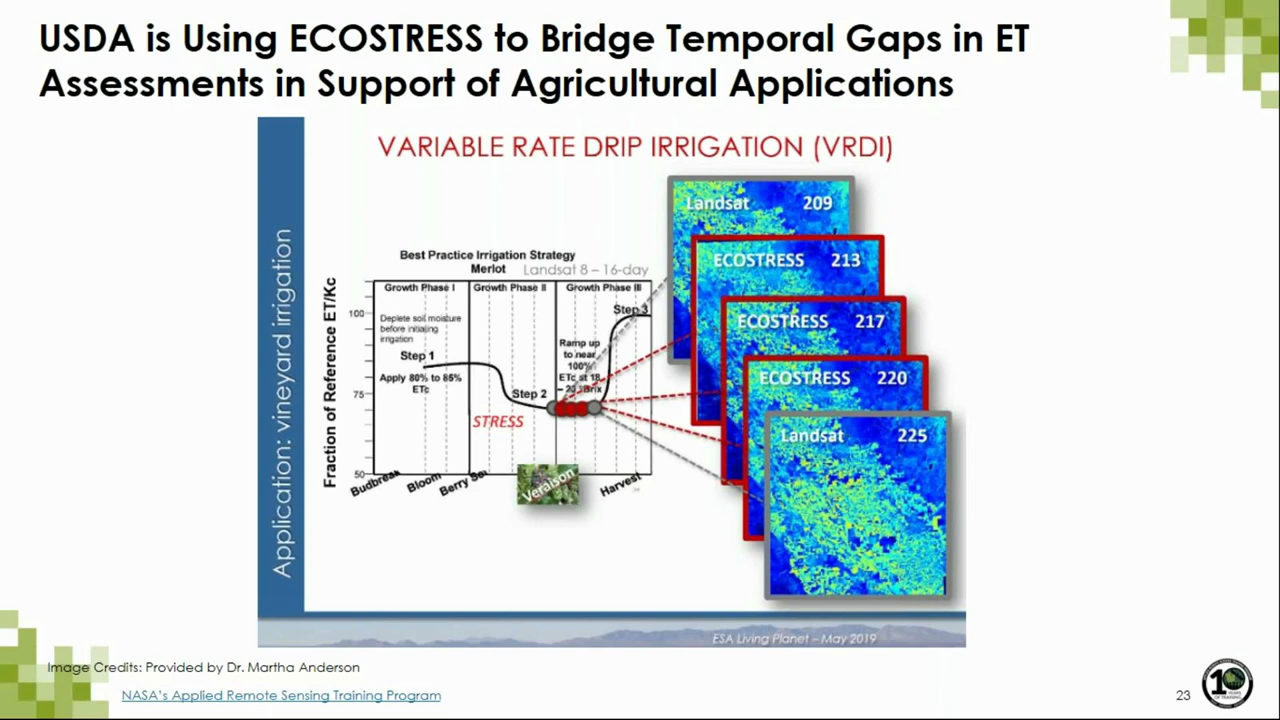 USDA is Using ECOSTRESS to Bridge Temporal Gaps in ET
Assessments in Support of Agricultural Applications
VARIABLE RATE DRIP IRRIGATION (VRDI)
Application: vineyard irrigation
Best Practice Irrigation Strategy
Merlot
Landsat 8 – 16-day
Fraction of Reference ET/Kc
100
75
50
Growth Phase I
Growth Phase II
Growth Phase III
Deplete soil moisture
before initiating
irrigation
Step 1
Apply 80% to 85%
ETc
Step 2
STRESS
Step 3
Ramp up
to near
100%
ETc at 18
Budbreak
Bloom
Berry
Veraison
Harvest
Landsat 209
ECOSTRESS 213
ECOSTRESS 217
ECOSTRESS 220
Landsat 225
ESA Living Planet – May 2019
Image Credits: Provided by Dr. Martha Anderson
NASA's Applied Remote Sensing Training Program
23
10